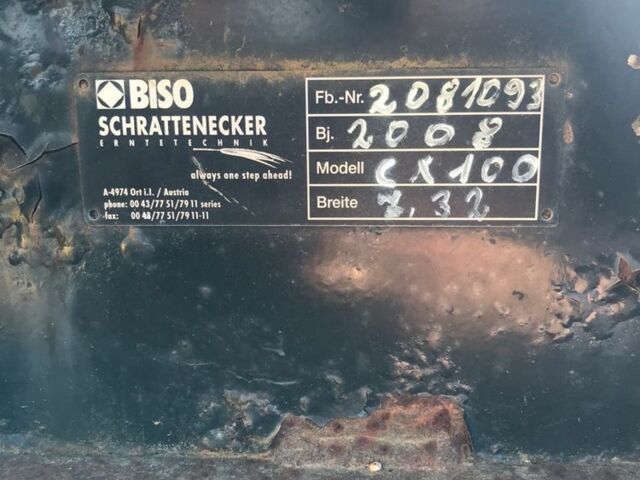 BISO
SCHRATTENECKER
ERNTETECHNIK
always one step ahead!
A-4974 Ort i.I. / Austria
phone: 00 43/77 51/79 11 series
fax: 00 43/77 51/79 11-11
Fb.-Nr. 2081093
Bj. 2008
Modell CX100
Breite 7,32